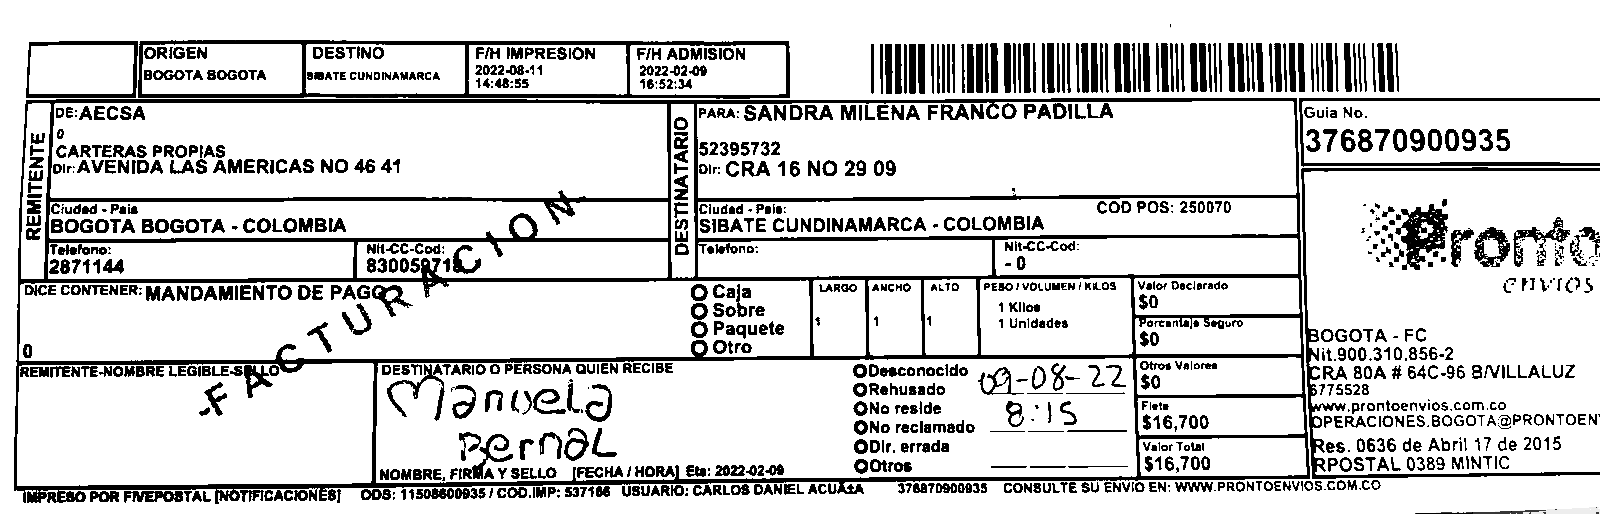 ORIGEN
BOGOTA BOGOTA
DESTINO
SIBATE CUNDINAMARCA
F/H IMPRESION
2022-08-11
14:48:55
F/H ADMISION
2022-02-09
16:52:34
REMITENTE
DE: AECSA
0
CARTERAS PROPIAS
Dir: AVENIDA LAS AMERICAS NO 46 41
Ciudad - Pais
BOGOTA BOGOTA - COLOMBIA
Telefono:
2871144
Nit-CC-Cod:
830059718
DESTINATARIO
PARA: SANDRA MILENA FRANCO PADILLA
52395732
Dir: CRA 16 NO 29 09
Ciudad - Pais:
COD POS: 250070
SIBATE CUNDINAMARCA - COLOMBIA
Telefono:
Nit-CC-Cod:
- 0
Guia No.
376870900935
Pronto
envios
BOGOTA - FC
Nit.900.310.856-2
CRA 80A # 64C-96 B/VILLALUZ
6775528
www.prontoenvios.com.co
OPERACIONES.BOGOTA@PRONTOEN
Res. 0636 de Abril 17 de 2015
RPOSTAL 0389 MINTIC
DICE CONTENER: MANDAMIENTO DE PAGO
0
-FACTURACION-
Caja
Sobre
Paquete
Otro
LARGO
1
ANCHO
1
ALTO
1
PESO / VOLUMEN / KILOS
1 Kilos
1 Unidades
Valor Declarado
$0
Porcentaje Seguro
$0
Otros Valores
$0
Flete
$16,700
Valor Total
$16,700
REMITENTE-NOMBRE LEGIBLE-SELLO
DESTINATARIO O PERSONA QUIEN RECIBE
Manuela
Bernal
NOMBRE, FIRMA Y SELLO [FECHA / HORA] Eta: 2022-02-09
Desconocido
Rehusado
No reside
No reclamado
Dir. errada
Otros
09-08-22
8:15
IMPRESO POR FIVEPOSTAL [NOTIFICACIONES] ODS: 11508600935 / COD.IMP: 537166 USUARIO: CARLOS DANIEL ACUñA 376870900935 CONSULTE SU ENVIO EN: WWW.PRONTOENVIOS.COM.CO